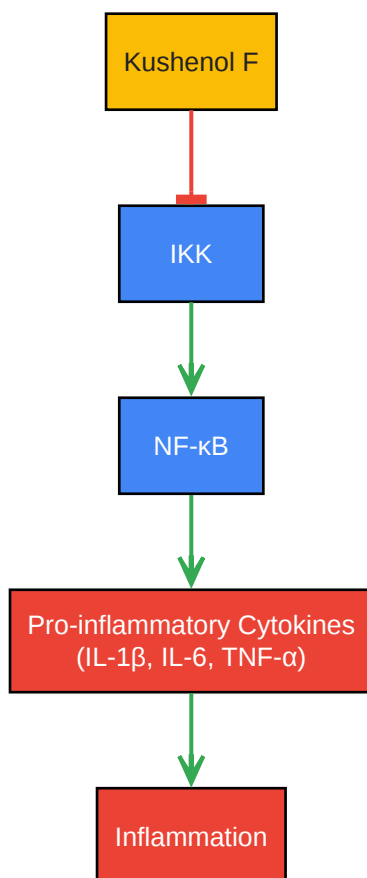 Kushenol F
IKK
NF-κB
Pro-inflammatory Cytokines
(IL-1β, IL-6, TNF-α)
Inflammation